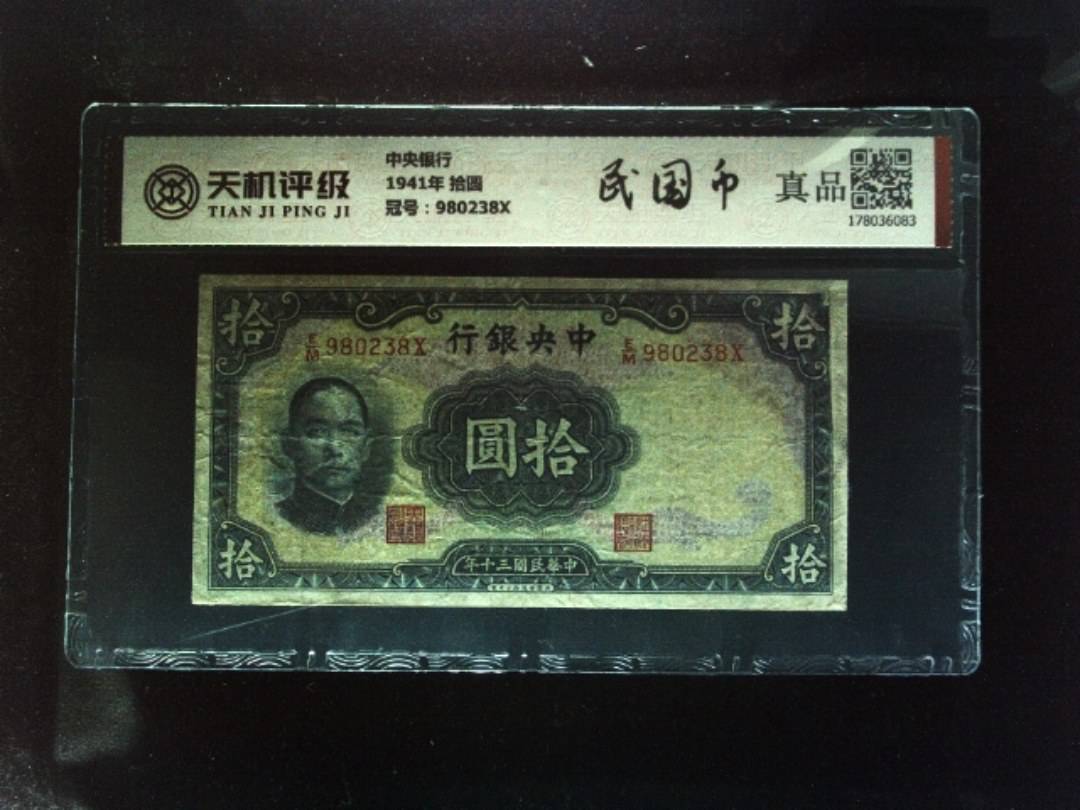 天机评级
TIAN JI PING JI
中央银行
1941年 拾圆
冠号:980238X
民国币
真品
178036083
拾
拾
行銀央中
E/M 980238X
E/M 980238X
圓拾
拾
拾
年十三國民華中